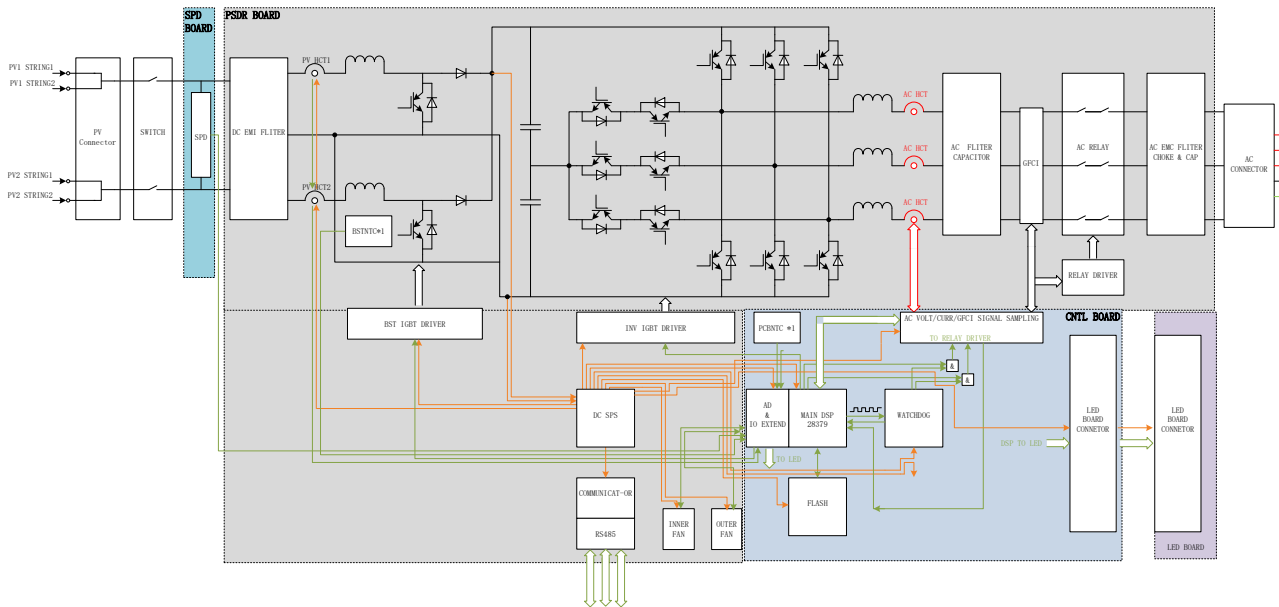 SPD
BOARD
PSDR BOARD
PV1 STRING1
PV1 STRING2
PV2 STRING1
PV2 STRING2
PV
Connector
SWITCH
SPD
DC EMI FLITER
PV HCT1
PV HCT2
BSTNTC*1
AC HCT
AC HCT
AC HCT
AC FLITER
CAPACITOR
GFCI
AC RELAY
AC EMC FLITER
CHOKE & CAP
AC
CONNECTOR
RELAY DRIVER
BST IGBT DRIVER
INV IGBT DRIVER
PCBNTC *1
AC VOLT/CURR/GFCI SIGNAL SAMPLING
CNTL BOARD
TO RELAY DRIVER
&
&
DC SPS
AD
&
IO EXTEND
MAIN DSP
28379
WATCHDOG
LED
BOARD
CONNETOR
LED
BOARD
CONNETOR
DSP TO LED
TO LED
COMMUNICAT-OR
RS485
INNER
FAN
OUTER
FAN
FLASH
LED BOARD